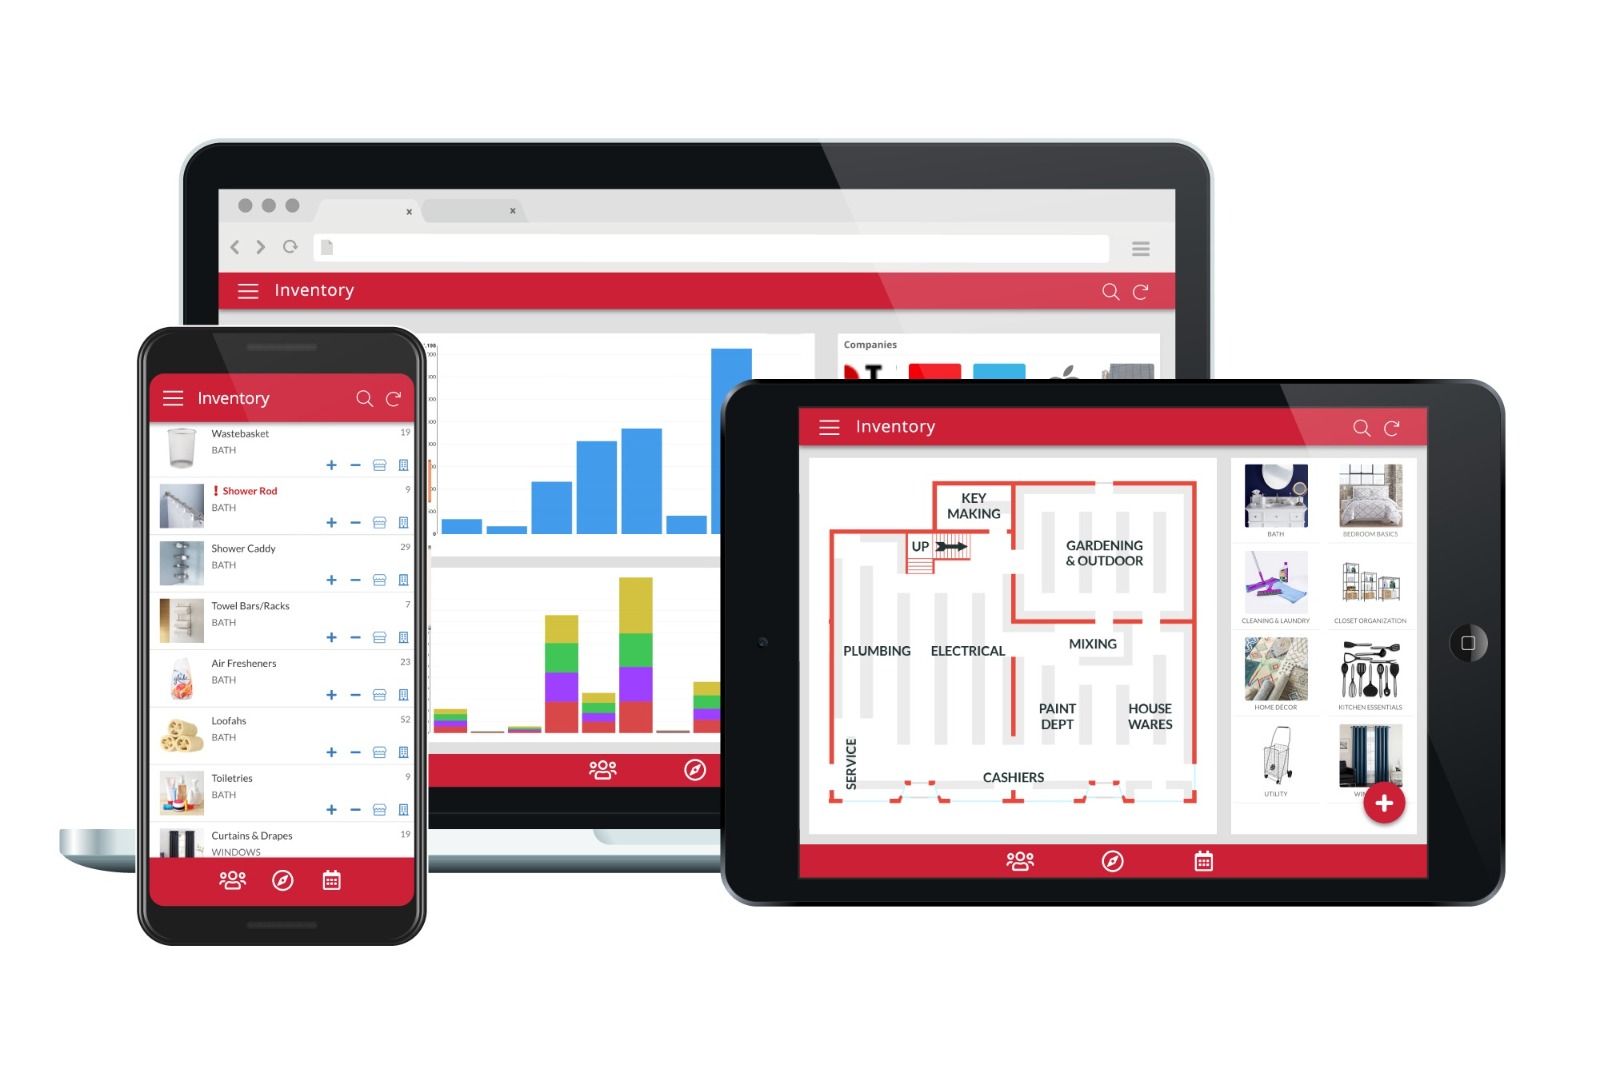 x
x
Inventory
Companies
Inventory
Wastebasket
19
BATH
+ −
! Shower Rod
9
BATH
+ −
Shower Caddy
29
BATH
+ −
Towel Bars/Racks
7
BATH
+ −
Air Fresheners
23
BATH
+ −
Loofahs
52
BATH
+ −
Toiletries
9
BATH
+ −
Curtains & Drapes
19
WINDOWS
Inventory
KEY
MAKING
UP
GARDENING
& OUTDOOR
PLUMBING
ELECTRICAL
MIXING
PAINT
DEPT
HOUSE
WARES
SERVICE
CASHIERS
BATH
BEDROOM BASICS
CLEANING & LAUNDRY
CLOSET ORGANIZATION
HOME DÉCOR
KITCHEN ESSENTIALS
UTILITY
+